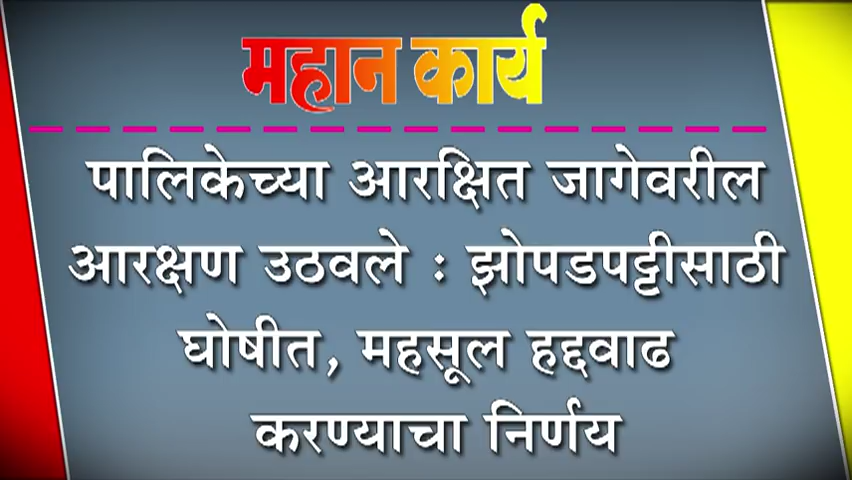 महान कार्य
पालिकेच्या आरक्षित जागेवरील
आरक्षण उठवले : झोपडपट्टीसाठी
घोषीत, महसूल हद्दवाढ
करण्याचा निर्णय